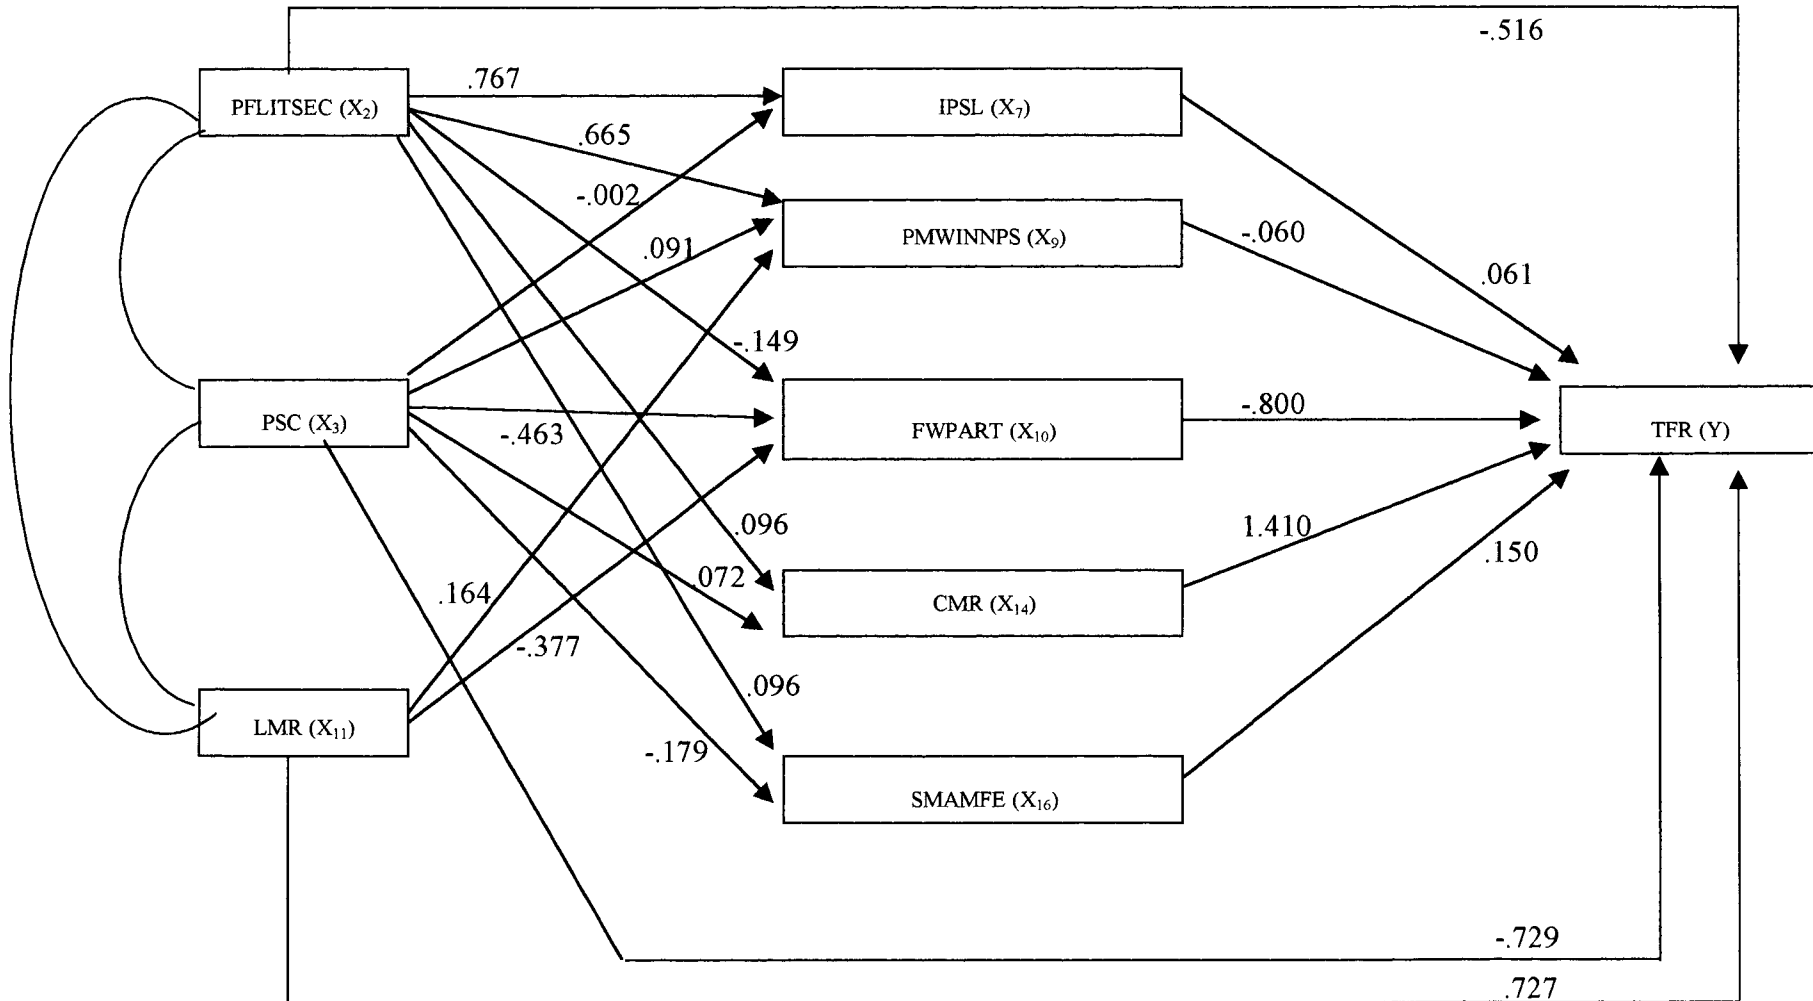 -.516
.767
PFLITSEC (X₂)
IPSL (X₇)
.665
-.002
PMWINNPS (X₉)
-.060
.091
.061
-.149
-.800
PSC (X₃)
-.463
FWPART (X₁₀)
TFR (Y)
.096
1.410
.150
.072
.164
CMR (X₁₄)
-.377
.096
LMR (X₁₁)
-.179
SMAMFE (X₁₆)
-.729
.727